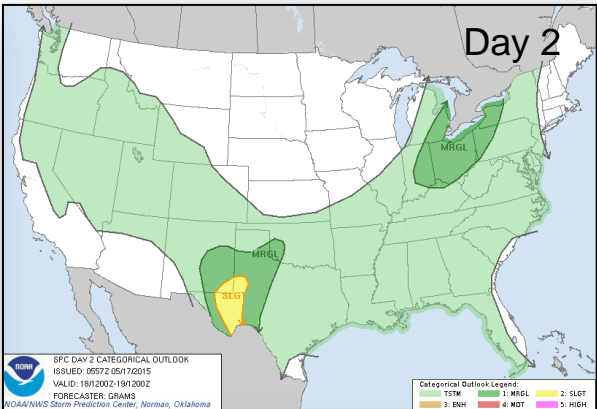 Day 2
MRGL
MRGL
SLGT
NOAA
SPC DAY 2 CATEGORICAL OUTLOOK
ISSUED: 0557Z 05/17/2015
VALID: 18/1200Z-19/1200Z
FORECASTER: GRAMS
NOAA/NWS Storm Prediction Center, Norman, Oklahoma
Categorical Outlook Legend:
TSTM 1: MRGL 2: SLGT
3: ENH 4: MDT 5: HIGH